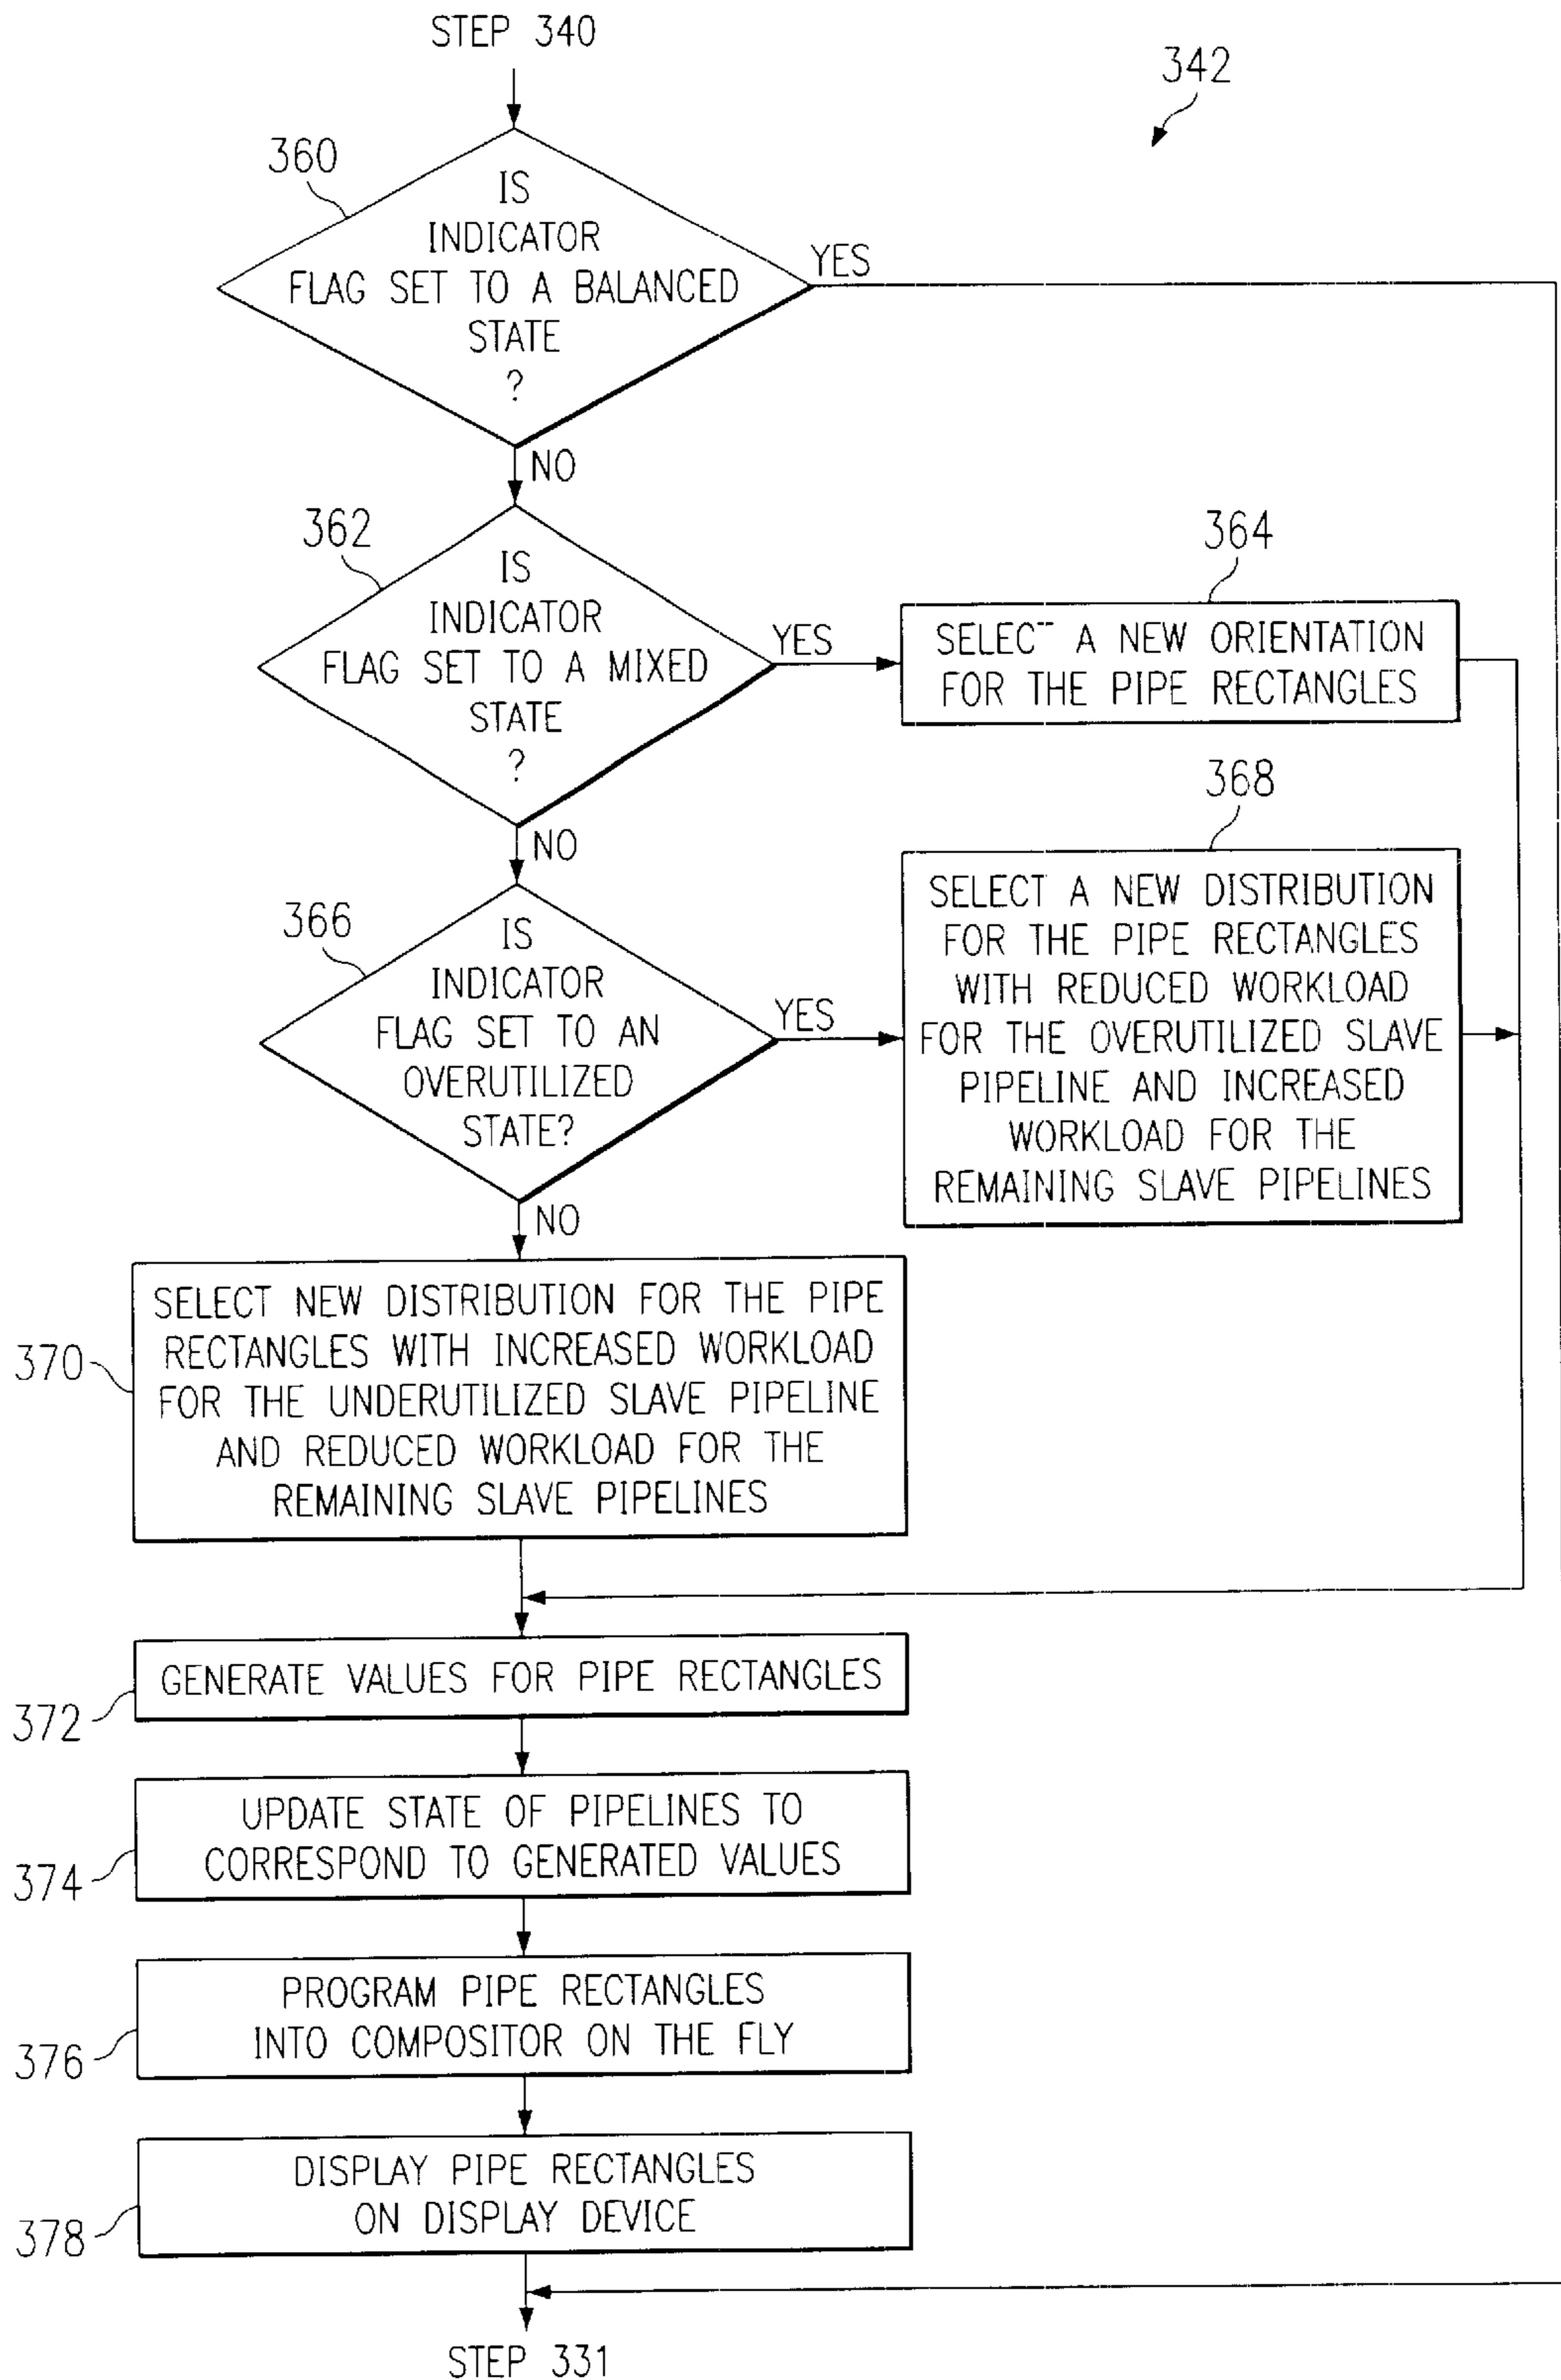 STEP 340
342
360
IS
INDICATOR
FLAG SET TO A BALANCED
STATE
?
YES
NO
362
IS
INDICATOR
FLAG SET TO A MIXED
STATE
?
YES
364
SELECT A NEW ORIENTATION
FOR THE PIPE RECTANGLES
NO
366
IS
INDICATOR
FLAG SET TO AN
OVERUTILIZED
STATE?
YES
368
SELECT A NEW DISTRIBUTION
FOR THE PIPE RECTANGLES
WITH REDUCED WORKLOAD
FOR THE OVERUTILIZED SLAVE
PIPELINE AND INCREASED
WORKLOAD FOR THE
REMAINING SLAVE PIPELINES
NO
370
SELECT NEW DISTRIBUTION FOR THE PIPE
RECTANGLES WITH INCREASED WORKLOAD
FOR THE UNDERUTILIZED SLAVE PIPELINE
AND REDUCED WORKLOAD FOR THE
REMAINING SLAVE PIPELINES
372
GENERATE VALUES FOR PIPE RECTANGLES
374
UPDATE STATE OF PIPELINES TO
CORRESPOND TO GENERATED VALUES
376
PROGRAM PIPE RECTANGLES
INTO COMPOSITOR ON THE FLY
378
DISPLAY PIPE RECTANGLES
ON DISPLAY DEVICE
STEP 331